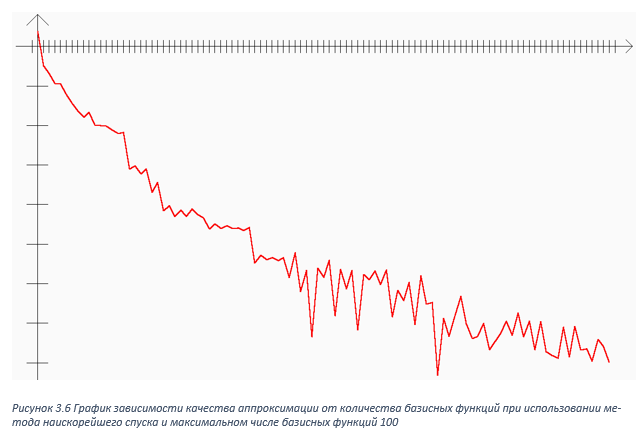 Рисунок 3.6 График зависимости качества аппроксимации от количества базисных функций при использовании ме-
тода наискорейшего спуска и максимальном числе базисных функций 100